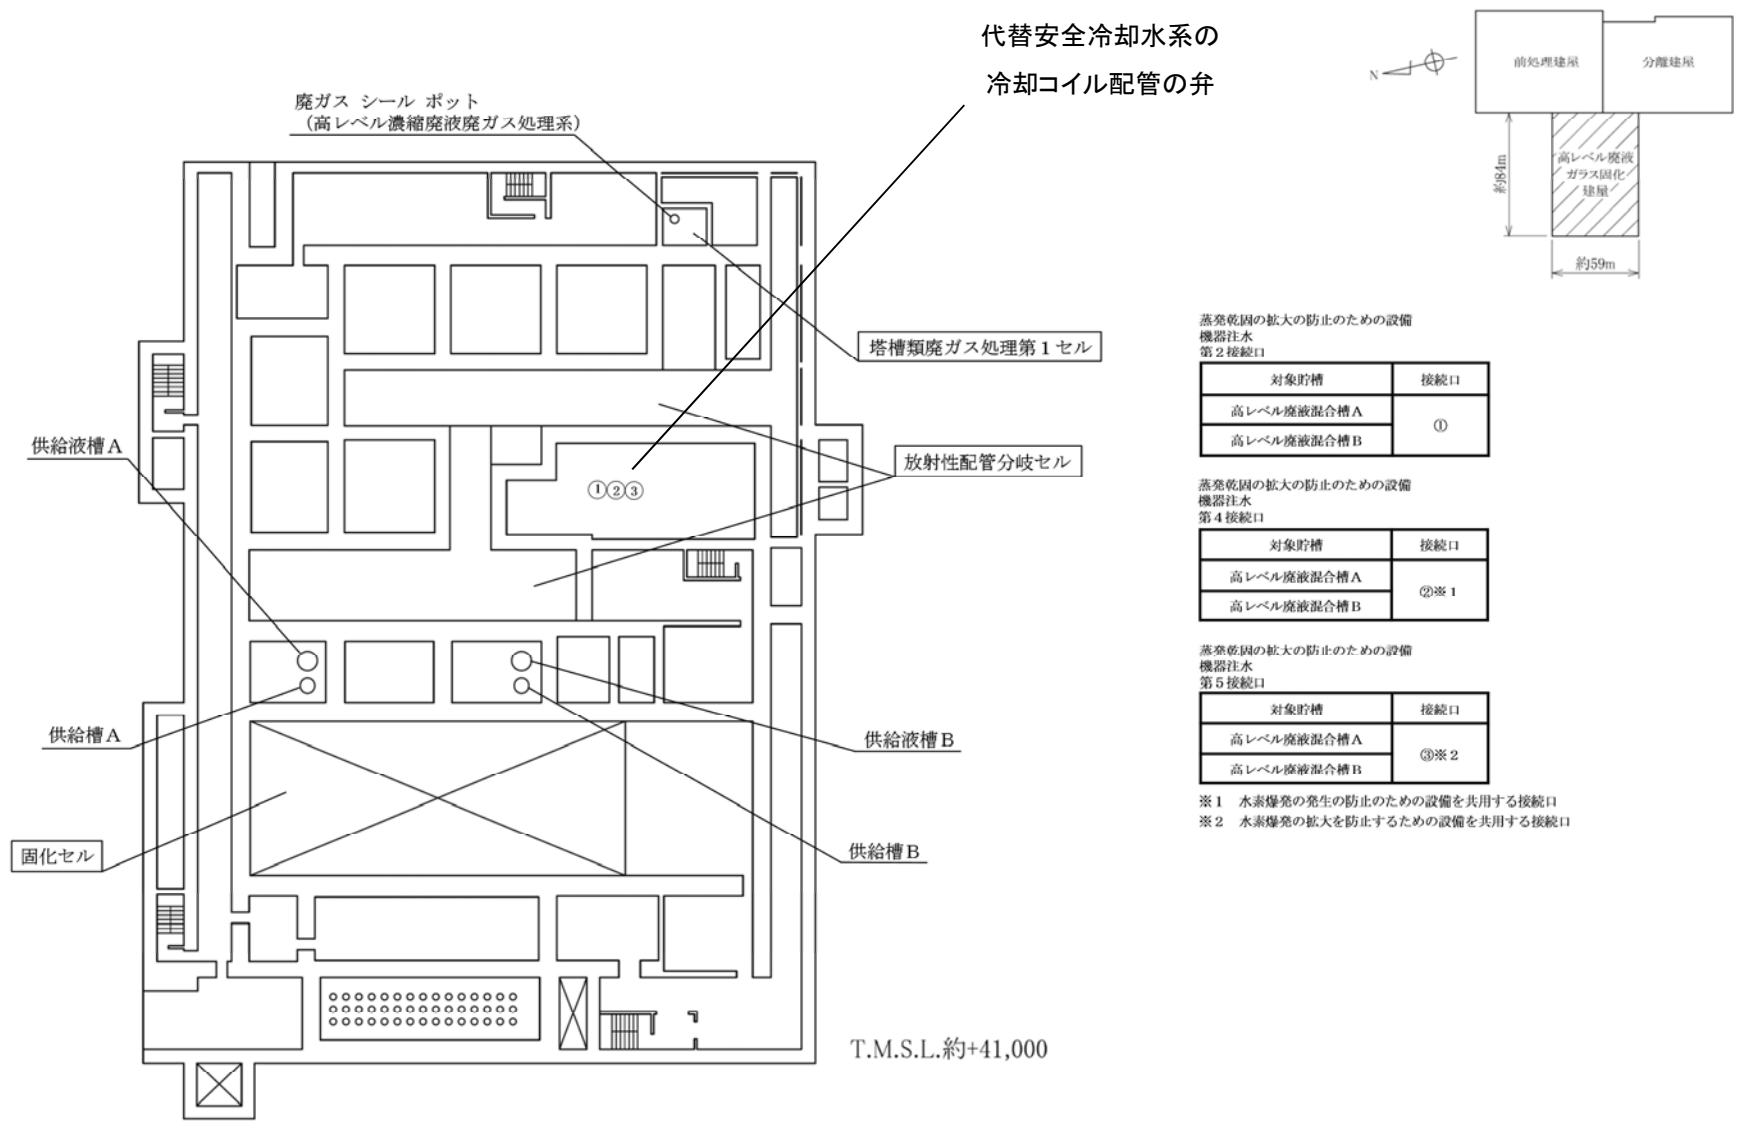 代替安全冷却水系の
冷却コイル配管の弁
廃ガス シール ポット
（高レベル濃縮廃液廃ガス処理系）
塔槽類廃ガス処理第1セル
供給液槽A
放射性配管分岐セル
①②③
供給槽A
供給液槽B
固化セル
供給槽B
T.M.S.L.約+41,000
N
前処理建屋
分離建屋
高レベル廃液
ガラス固化
建屋
約84m
約59m
蒸発乾固の拡大の防止のための設備
機器注水
第2接続口
対象貯槽 接続口
高レベル廃液混合槽A
①
高レベル廃液混合槽B
蒸発乾固の拡大の防止のための設備
機器注水
第4接続口
対象貯槽 接続口
高レベル廃液混合槽A
②※1
高レベル廃液混合槽B
蒸発乾固の拡大の防止のための設備
機器注水
第5接続口
対象貯槽 接続口
高レベル廃液混合槽A
③※2
高レベル廃液混合槽B
※1 水素爆発の発生の防止のための設備を共用する接続口
※2 水素爆発の拡大を防止するための設備を共用する接続口